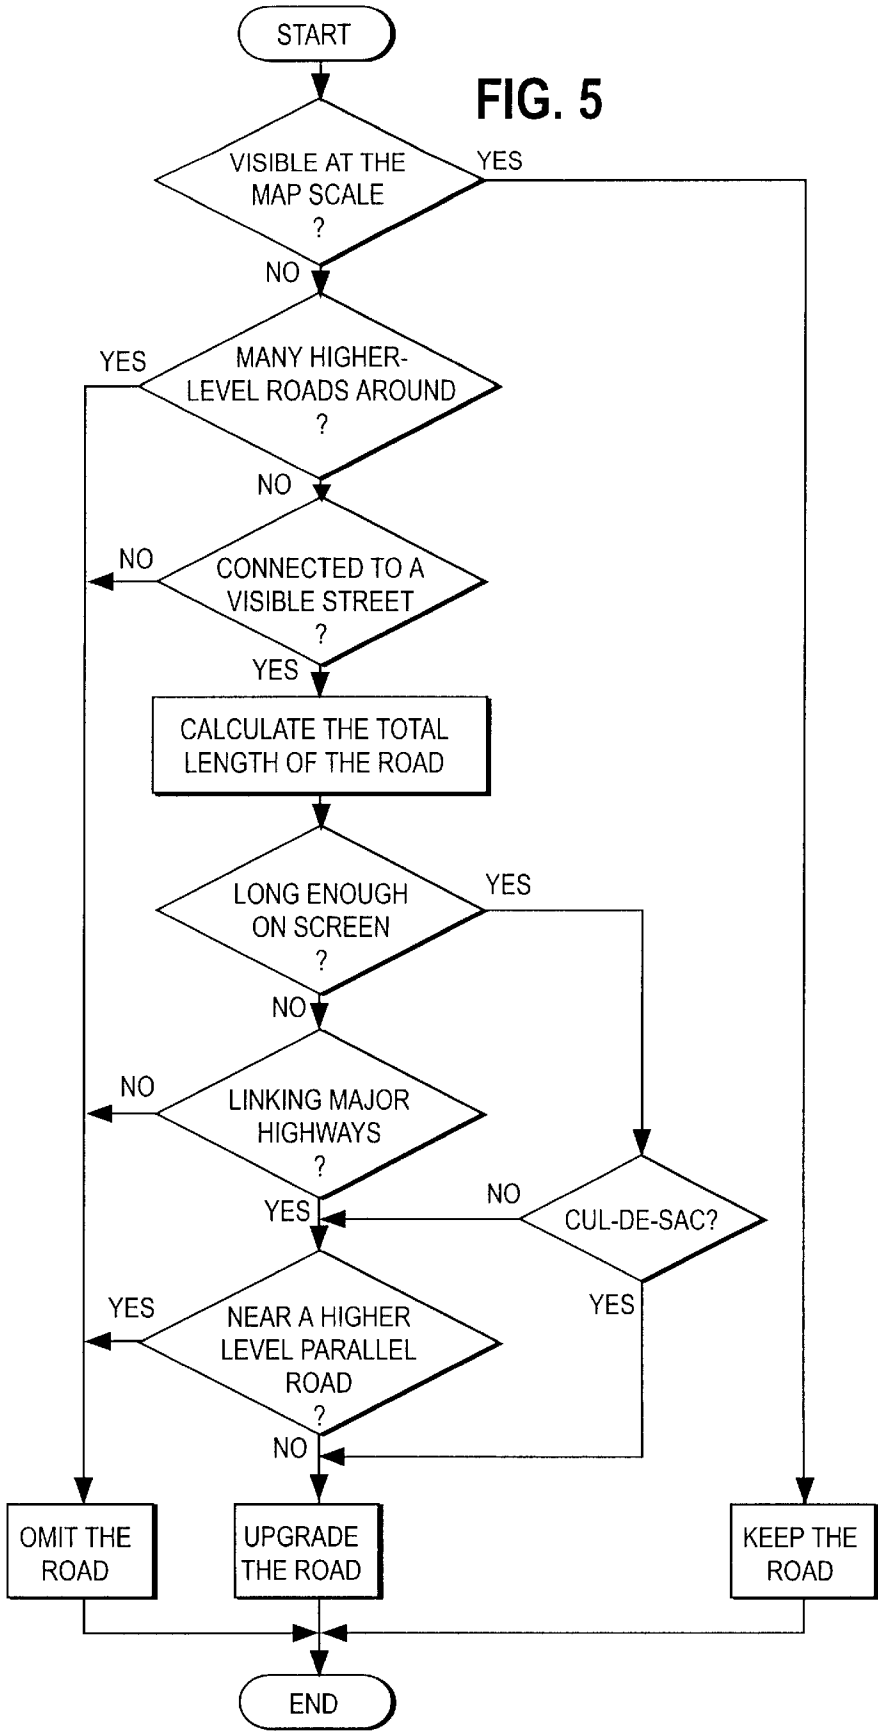 START
FIG. 5
VISIBLE AT THE
MAP SCALE
?
YES
NO
MANY HIGHER-
LEVEL ROADS AROUND
?
YES
NO
CONNECTED TO A
VISIBLE STREET
?
NO
YES
CALCULATE THE TOTAL
LENGTH OF THE ROAD
LONG ENOUGH
ON SCREEN
?
YES
NO
LINKING MAJOR
HIGHWAYS
?
NO
YES
CUL-DE-SAC?
NO
YES
NEAR A HIGHER
LEVEL PARALLEL
ROAD
?
YES
NO
OMIT THE
ROAD
UPGRADE
THE ROAD
KEEP THE
ROAD
END